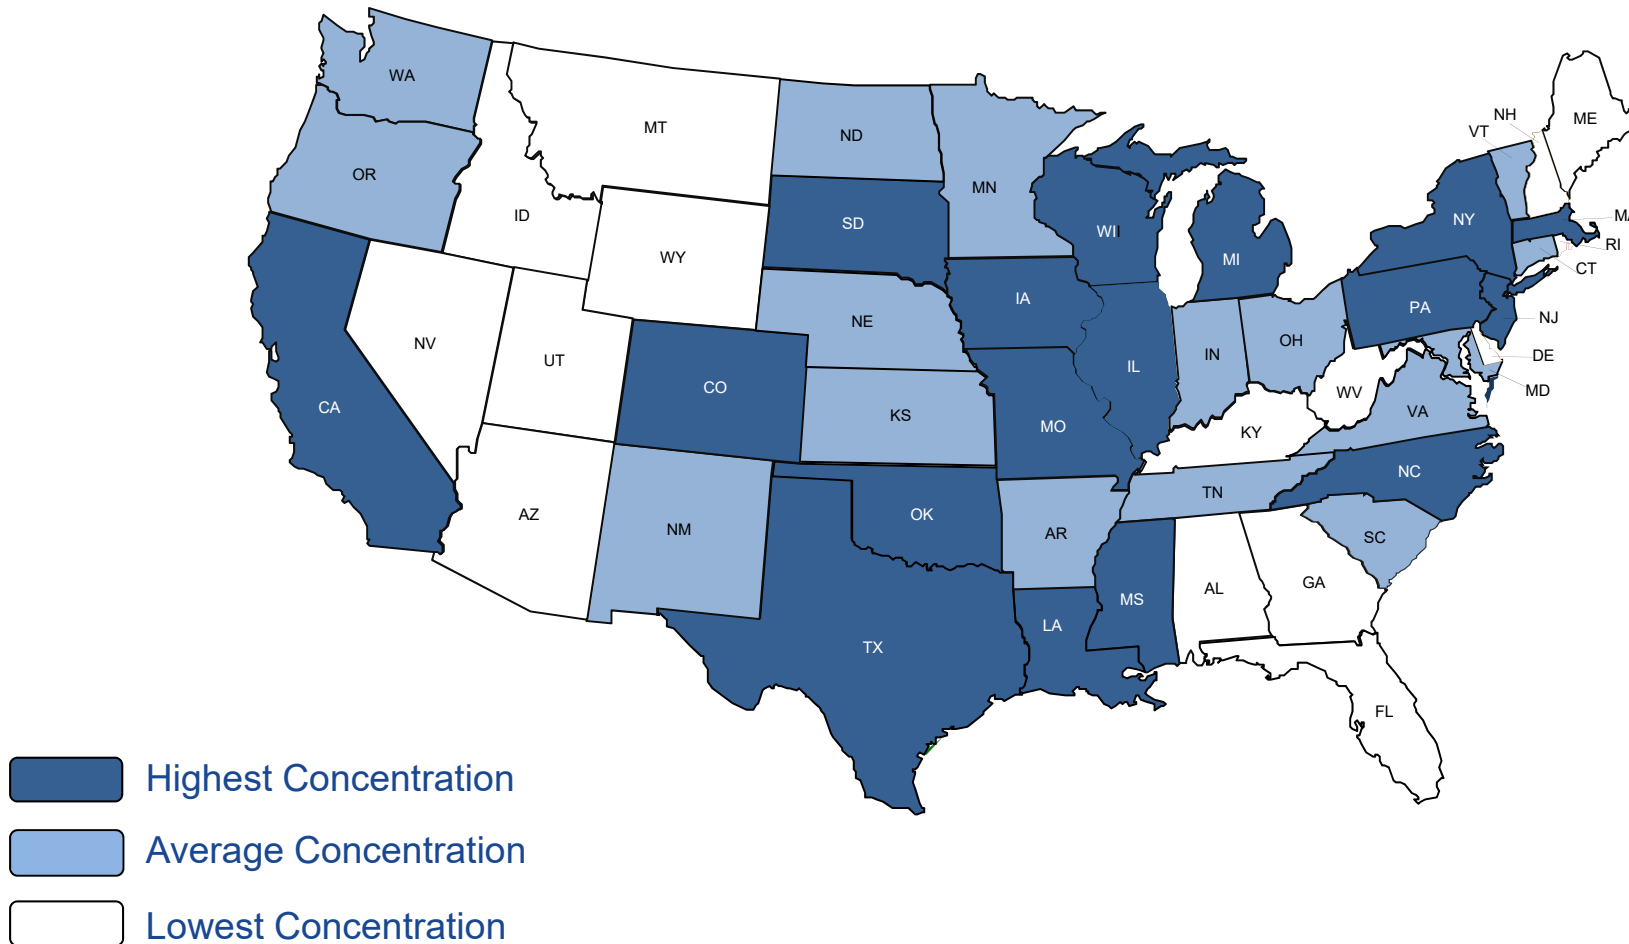 WA
MT
ND
MN
OR
ID
WY
SD
WI
MI
NH
VT
ME
NY
MA
RI
CT
NV
UT
CO
NE
IA
IL
IN
OH
PA
NJ
DE
MD
WV
VA
CA
AZ
NM
KS
MO
KY
TN
NC
SC
OK
AR
TX
LA
MS
AL
GA
FL
Highest Concentration
Average Concentration
Lowest Concentration